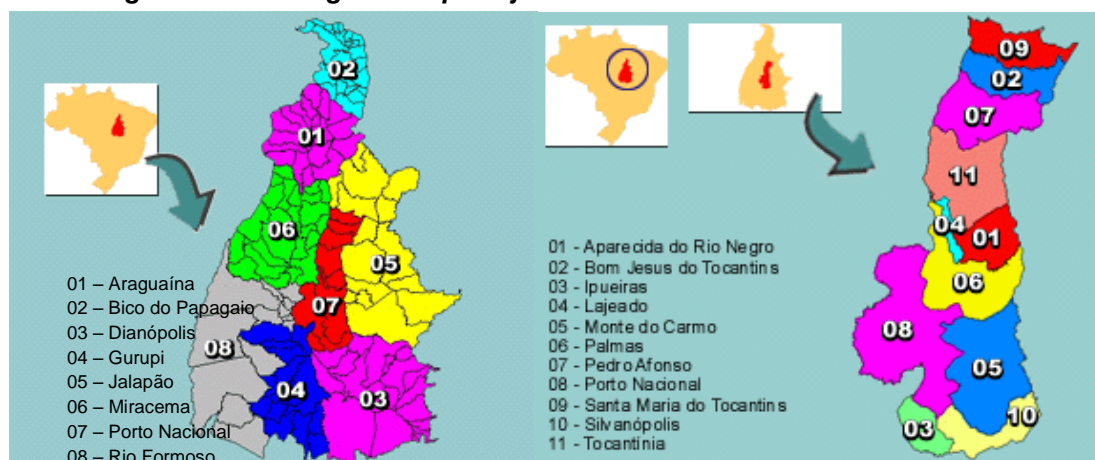 02
01
06
05
07
08
04
03
01 – Araguaína
02 – Bico do Papagaio
03 – Dianópolis
04 – Gurupi
05 – Jalapão
06 – Miracema
07 – Porto Nacional
08 – Rio Formoso
09
02
07
11
04
01
06
08
05
10
03
01 - Aparecida do Rio Negro
02 - Bom Jesus do Tocantins
03 - Ipueiras
04 - Lajeado
05 - Monte do Carmo
06 - Palmas
07 - Pedro Afonso
08 - Porto Nacional
09 - Santa Maria do Tocantins
10 - Silvanópolis
11 - Tocantínia